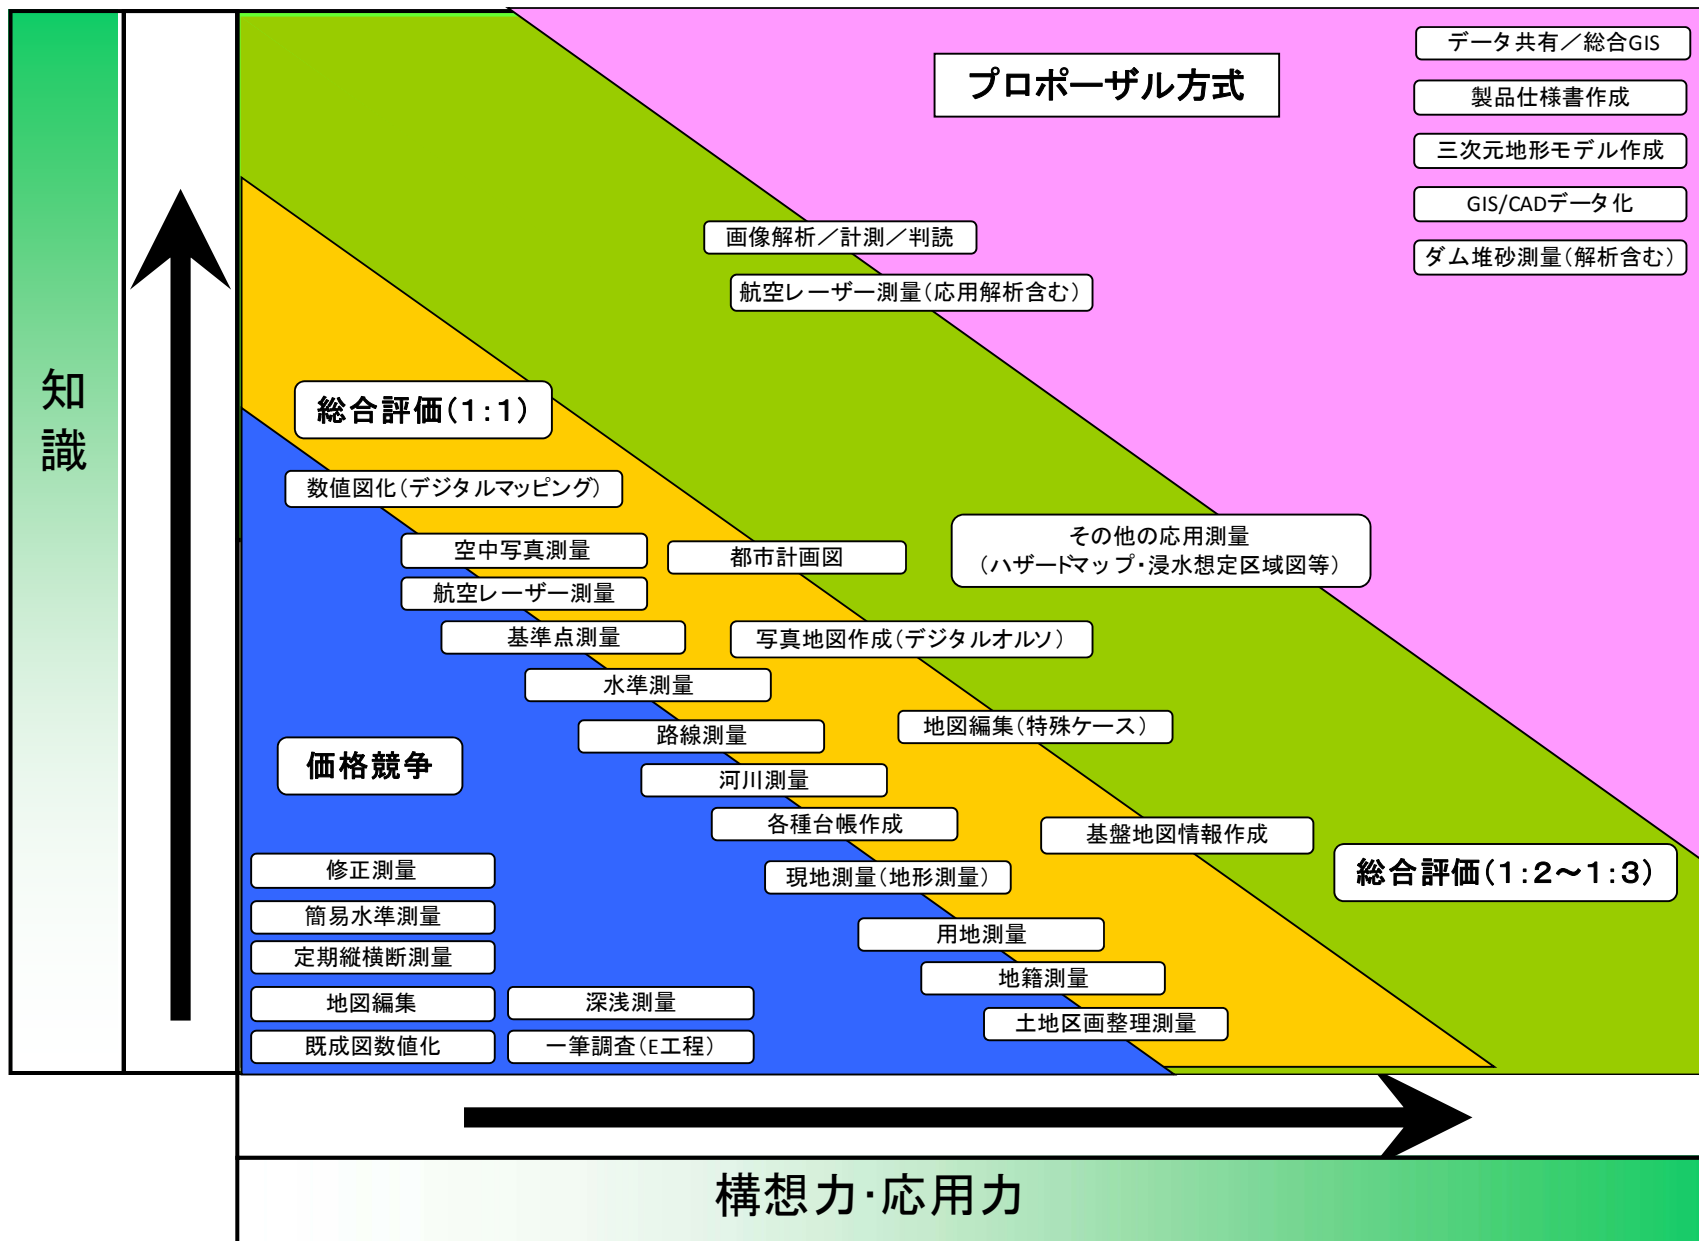 データ共有／総合GIS
プロポーザル方式
製品仕様書作成
三次元地形モデル作成
GIS/CADデータ化
画像解析／計測／判読
ダム堆砂測量(解析含む)
航空レーザー測量(応用解析含む)
知
識
総合評価(1:1)
数値図化(デジタルマッピング)
空中写真測量
都市計画図
その他の応用測量
(ハザードマップ・浸水想定区域図等)
航空レーザー測量
基準点測量
写真地図作成(デジタルオルソ)
水準測量
路線測量
地図編集(特殊ケース)
価格競争
河川測量
各種台帳作成
基盤地図情報作成
修正測量
現地測量(地形測量)
総合評価(1:2～1:3)
簡易水準測量
用地測量
定期縦横断測量
地籍測量
地図編集
深浅測量
土地区画整理測量
既成図数値化
一筆調査(E工程)
構想力・応用力